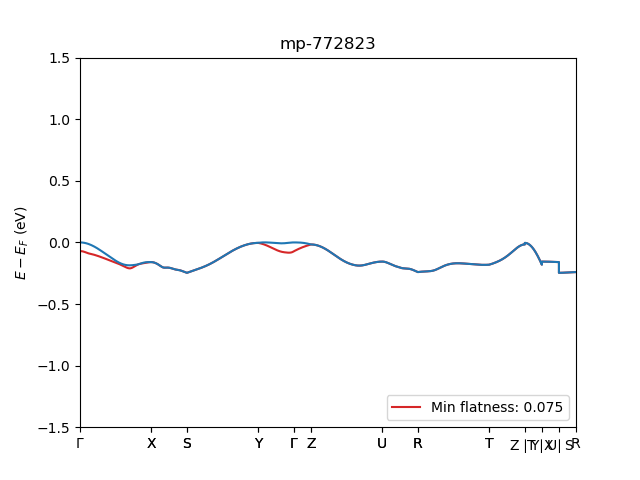 mp-772823
E − E_F (eV)
1.5
1.0
0.5
0.0
−0.5
−1.0
−1.5
Min flatness: 0.075
Γ X S Y Γ Z U R T Z | T Y | X U | S R